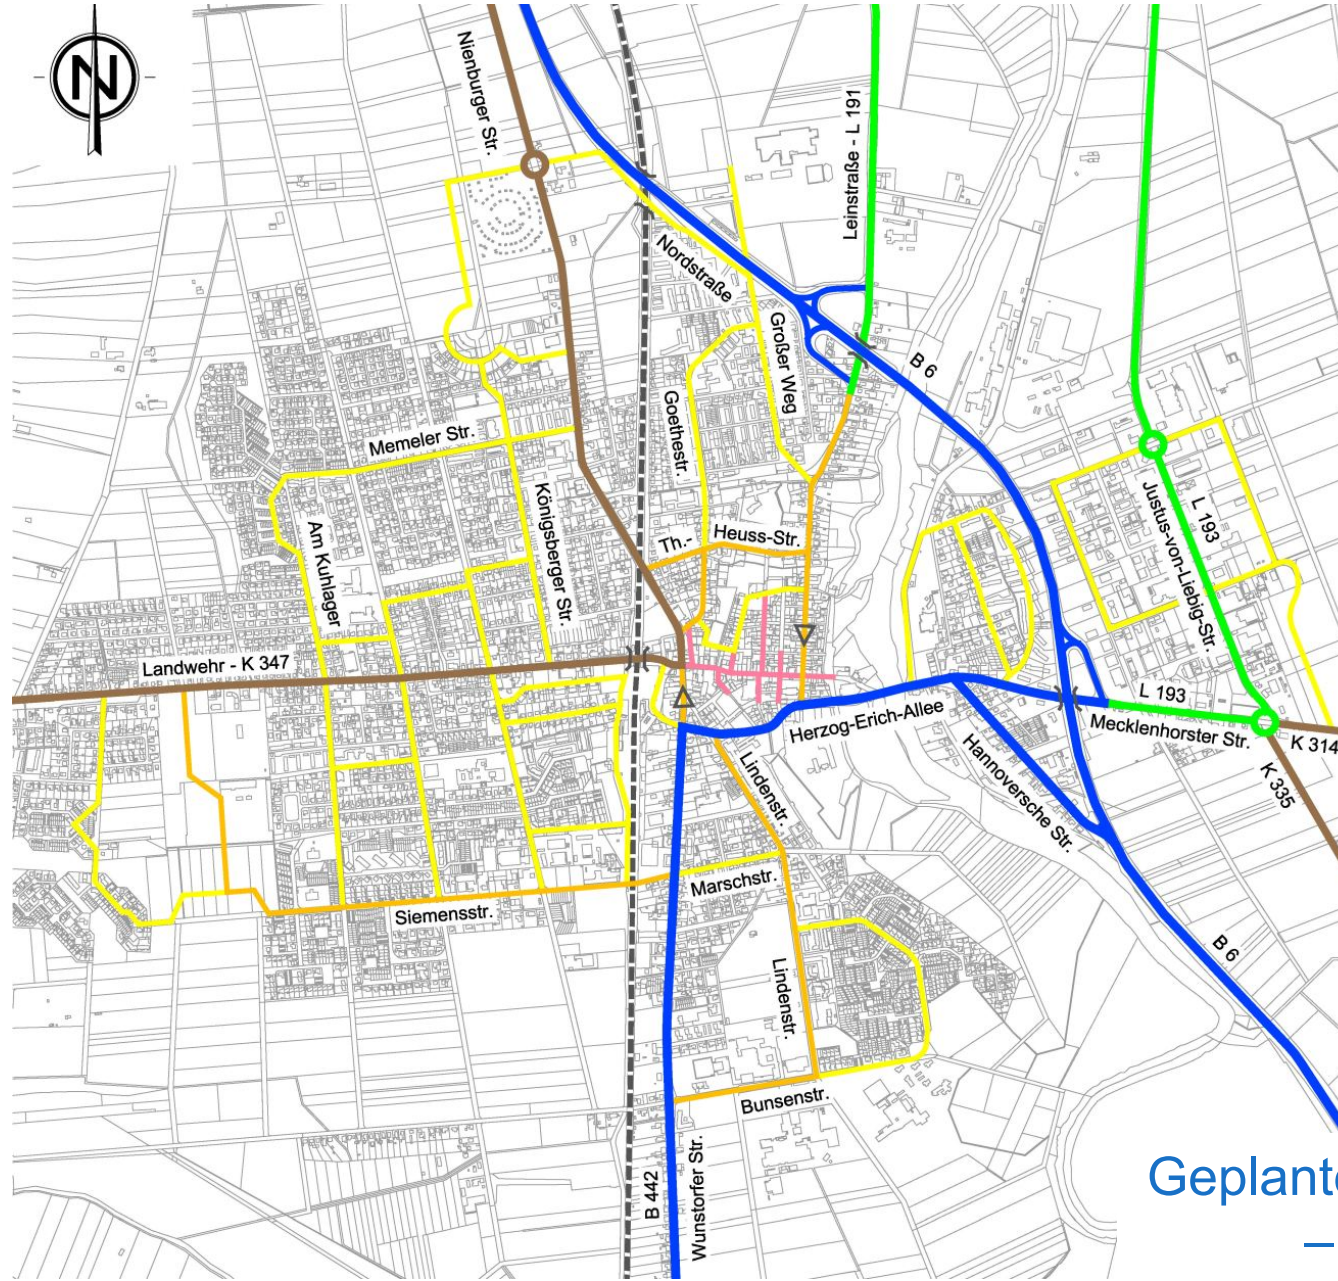 N
Nienburger Str.
Leinstraße - L 191
Nordstraße
Großer Weg
B 6
Goethestr.
Memeler Str.
Königsberger Str.
Am Kuhlager
Th.- Heuss-Str.
L 193
Justus-von-Liebig-Str.
Landwehr - K 347
L 193
Mecklenhorster Str.
K 314
K 335
Herzog-Erich-Allee
Hannoversche Str.
Lindenstr.
Marschstr.
Siemensstr.
Lindenstr.
B 6
Bunsenstr.
B 442
Wunstorfer Str.
Geplante
–